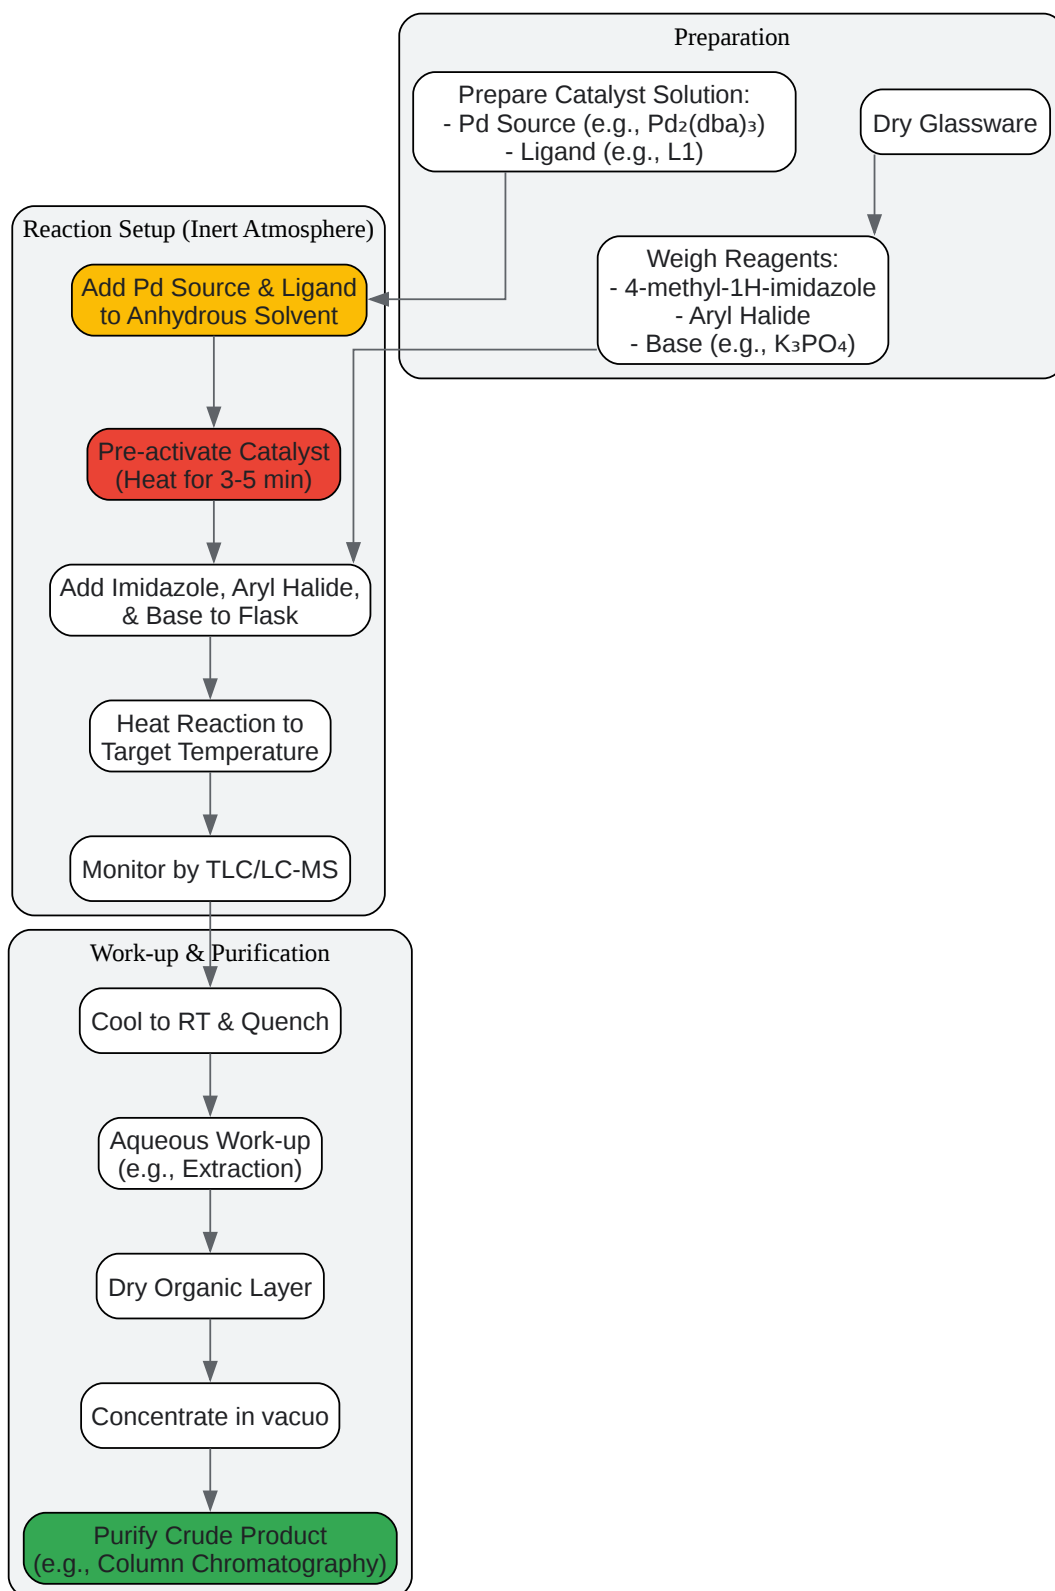 Preparation
Prepare Catalyst Solution:
- Pd Source (e.g., Pd₂(dba)₃)
- Ligand (e.g., L1)
Dry Glassware
Weigh Reagents:
- 4-methyl-1H-imidazole
- Aryl Halide
- Base (e.g., K₃PO₄)
Reaction Setup (Inert Atmosphere)
Add Pd Source & Ligand
to Anhydrous Solvent
Pre-activate Catalyst
(Heat for 3-5 min)
Add Imidazole, Aryl Halide,
& Base to Flask
Heat Reaction to
Target Temperature
Monitor by TLC/LC-MS
Work-up & Purification
Cool to RT & Quench
Aqueous Work-up
(e.g., Extraction)
Dry Organic Layer
Concentrate in vacuo
Purify Crude Product
(e.g., Column Chromatography)